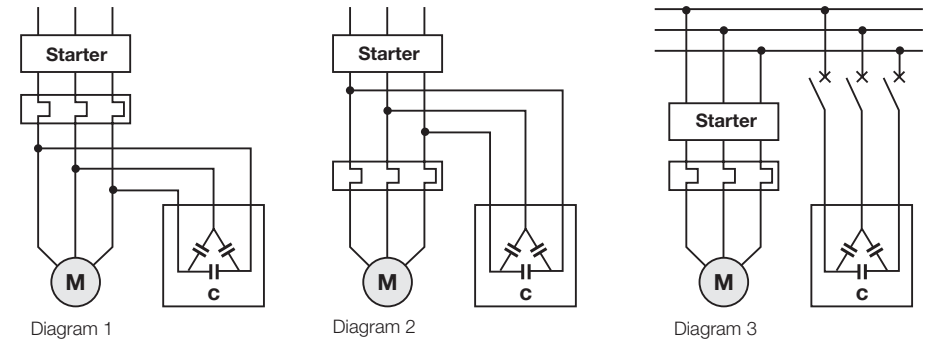 Starter
M
C
Diagram 1
Starter
M
C
Diagram 2
Starter
M
C
Diagram 3